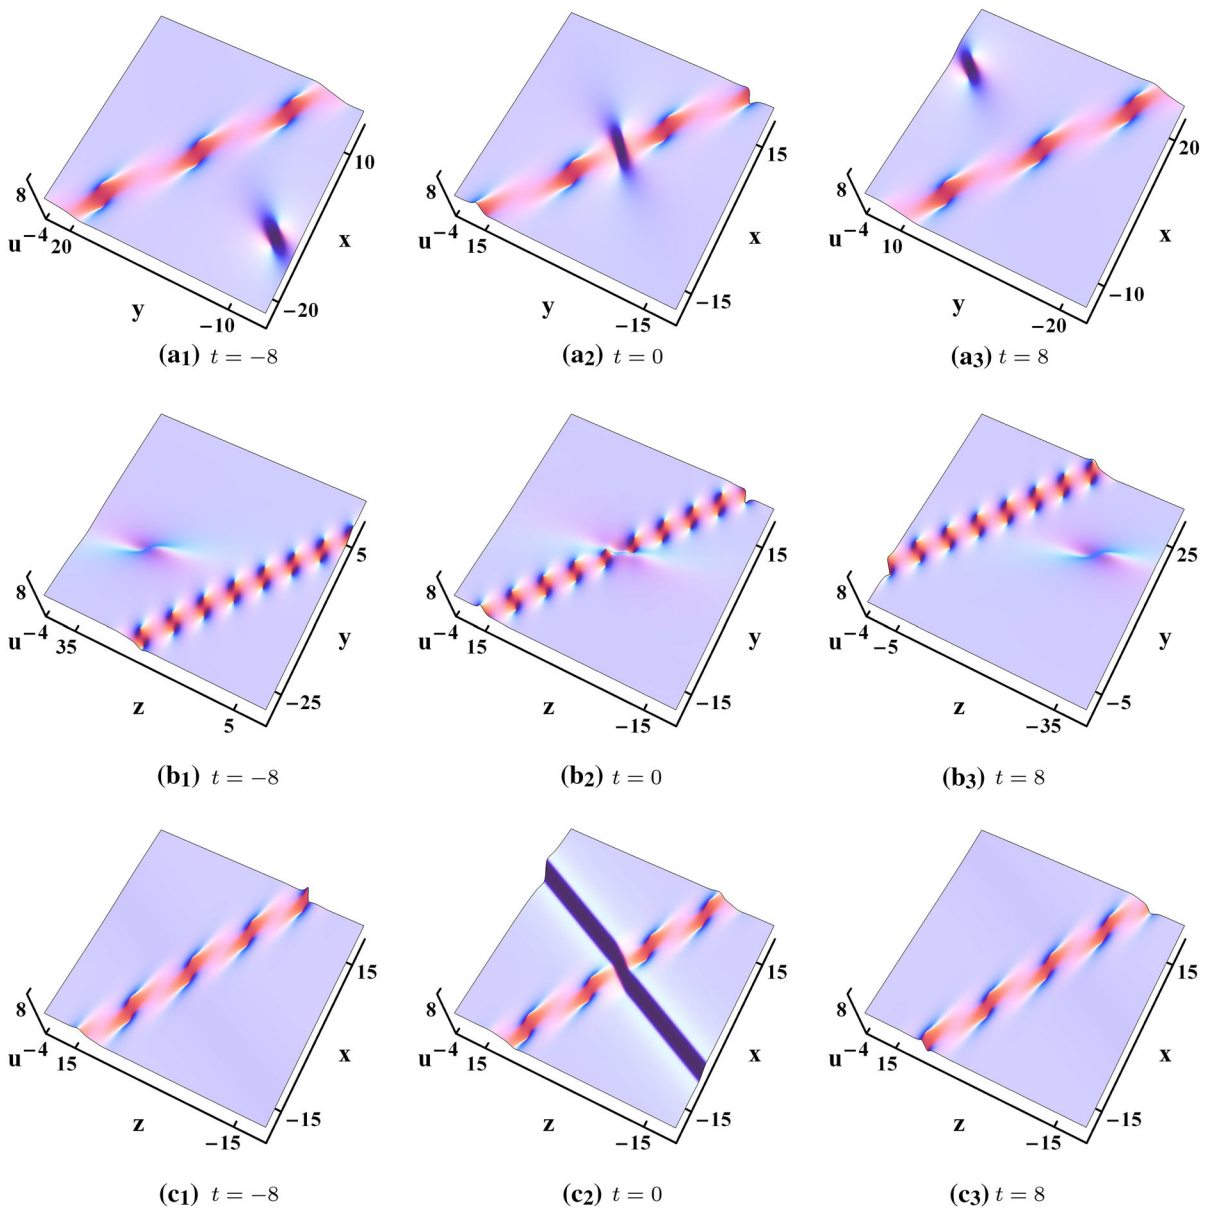 8
u −4 20
y
−10
−20
x
10
(a1) t = −8
8
u −4 15
y
−15
−15
x
15
(a2) t = 0
8
u −4 10
y
−20
−10
x
20
(a3) t = 8
8
u −4 35
z
5
−25
y
5
(b1) t = −8
8
u −4 15
z
−15
−15
y
15
(b2) t = 0
8
u −4 −5
z
−35
−5
y
25
(b3) t = 8
8
u −4 15
z
−15
−15
x
15
(c1) t = −8
8
u −4 15
z
−15
−15
x
15
(c2) t = 0
8
u −4 15
z
−15
−15
x
15
(c3) t = 8